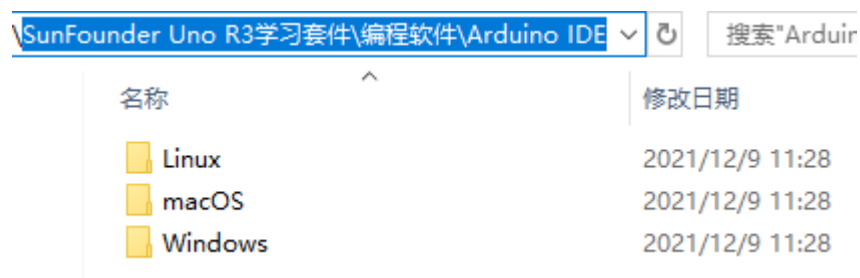 \SunFounder Uno R3学习套件\编程软件\Arduino IDE 搜索"Arduin
名称 修改日期
Linux 2021/12/9 11:28
macOS 2021/12/9 11:28
Windows 2021/12/9 11:28